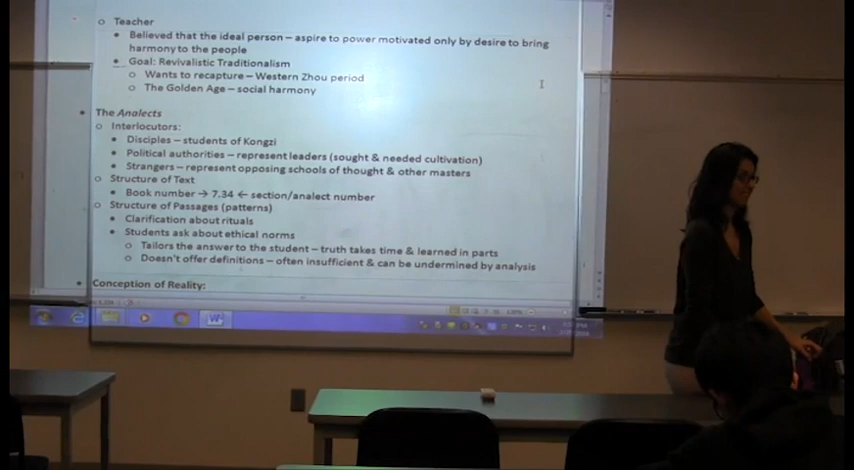 Teacher
Believed that the ideal person – aspire to power motivated only by desire to bring
harmony to the people
Goal: Revivalistic Traditionalism
Wants to recapture – Western Zhou period
The Golden Age – social harmony
The Analects
Interlocutors:
Disciples – students of Kongzi
Political authorities – represent leaders (sought & needed cultivation)
Strangers – represent opposing schools of thought & other masters
Structure of Text
Book number → 7.34 ← section/analect number
Structure of Passages (patterns)
Clarification about rituals
Students ask about ethical norms
Tailors the answer to the student – truth takes time & learned in parts
Doesn't offer definitions – often insufficient & can be undermined by analysis
Conception of Reality: